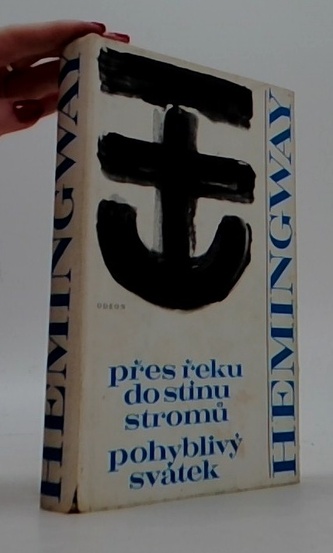 HEMINGWAY
ODEON
přes řeku
do stínu
stromů
pohyblivý
svátek
HEMINGWAY